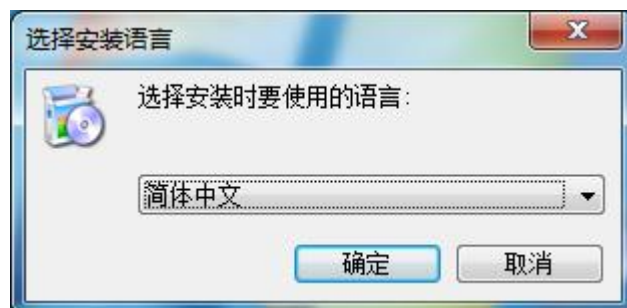 选择安装语言
选择安装时要使用的语言:
简体中文
确定
取消